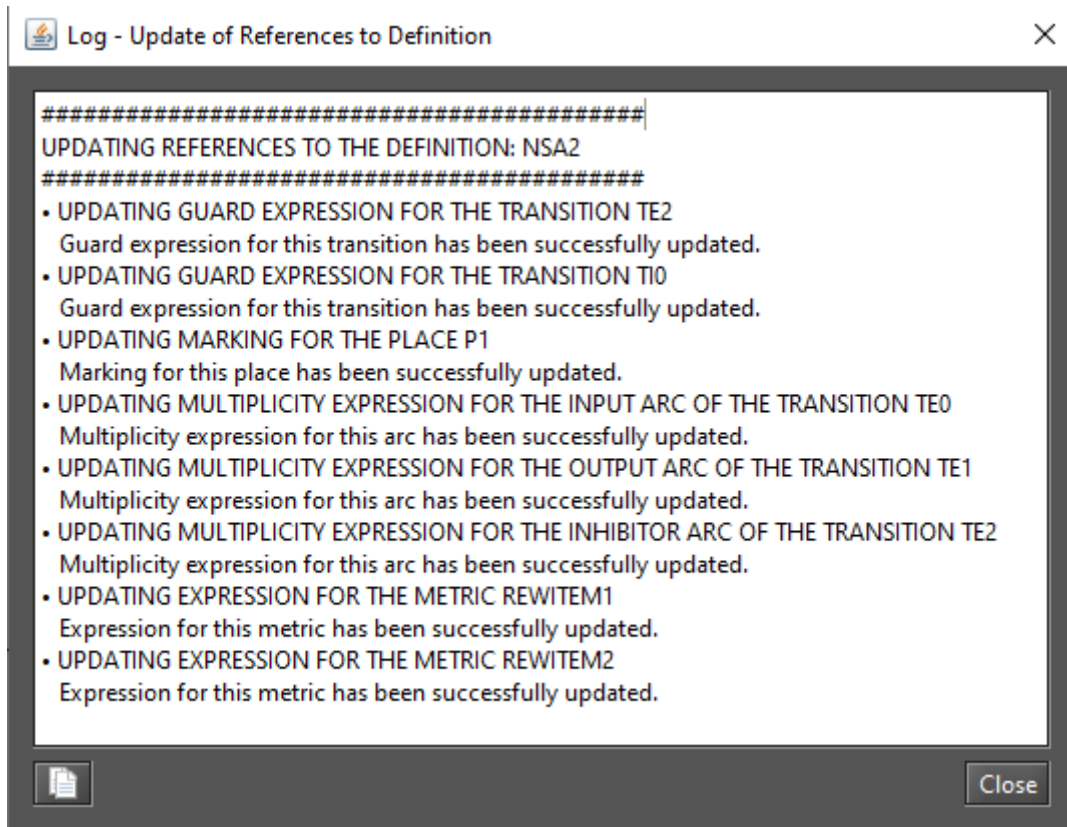 Log - Update of References to Definition
###########################################
UPDATING REFERENCES TO THE DEFINITION: NSA2
###########################################
• UPDATING GUARD EXPRESSION FOR THE TRANSITION TE2
Guard expression for this transition has been successfully updated.
• UPDATING GUARD EXPRESSION FOR THE TRANSITION TI0
Guard expression for this transition has been successfully updated.
• UPDATING MARKING FOR THE PLACE P1
Marking for this place has been successfully updated.
• UPDATING MULTIPLICITY EXPRESSION FOR THE INPUT ARC OF THE TRANSITION TE0
Multiplicity expression for this arc has been successfully updated.
• UPDATING MULTIPLICITY EXPRESSION FOR THE OUTPUT ARC OF THE TRANSITION TE1
Multiplicity expression for this arc has been successfully updated.
• UPDATING MULTIPLICITY EXPRESSION FOR THE INHIBITOR ARC OF THE TRANSITION TE2
Multiplicity expression for this arc has been successfully updated.
• UPDATING EXPRESSION FOR THE METRIC REWITEM1
Expression for this metric has been successfully updated.
• UPDATING EXPRESSION FOR THE METRIC REWITEM2
Expression for this metric has been successfully updated.
Close